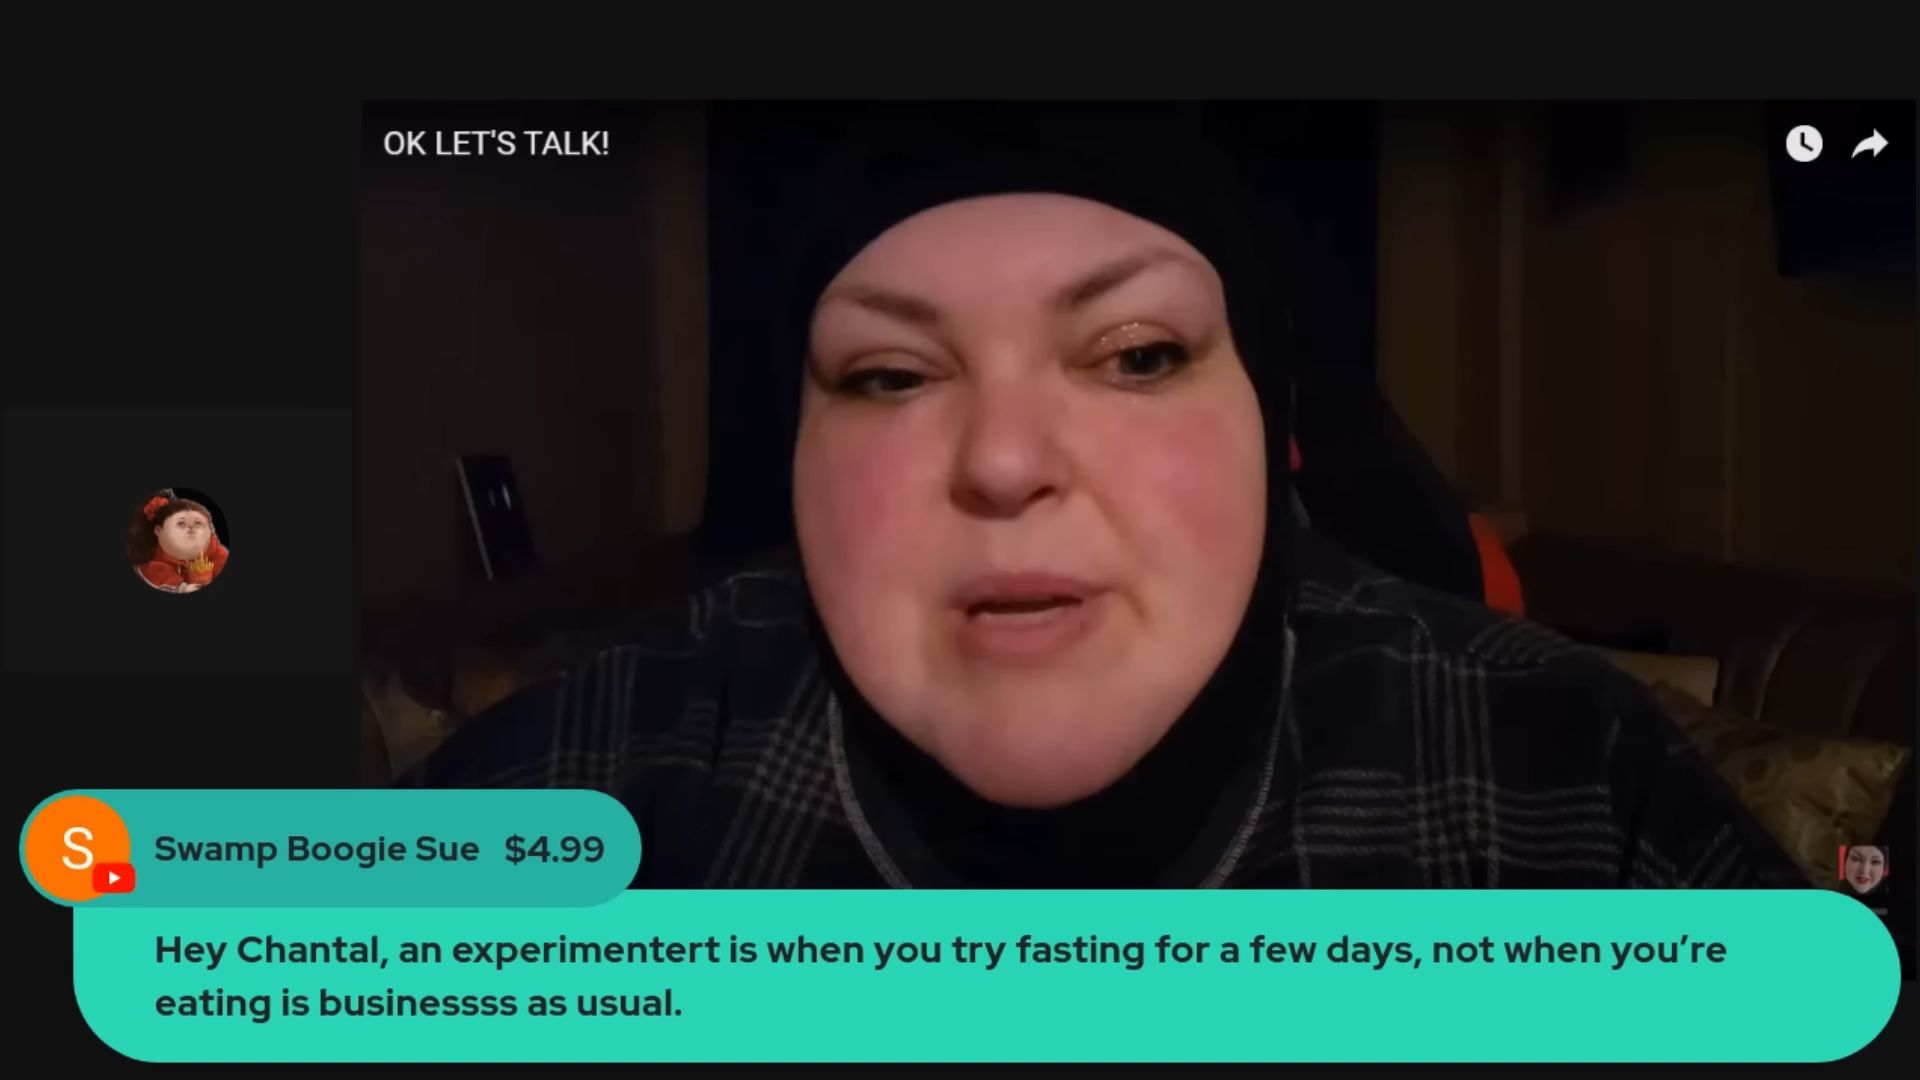 OK LET'S TALK!
S
Swamp Boogie Sue $4.99
Hey Chantal, an experimentert is when you try fasting for a few days, not when you’re
eating is businessss as usual.